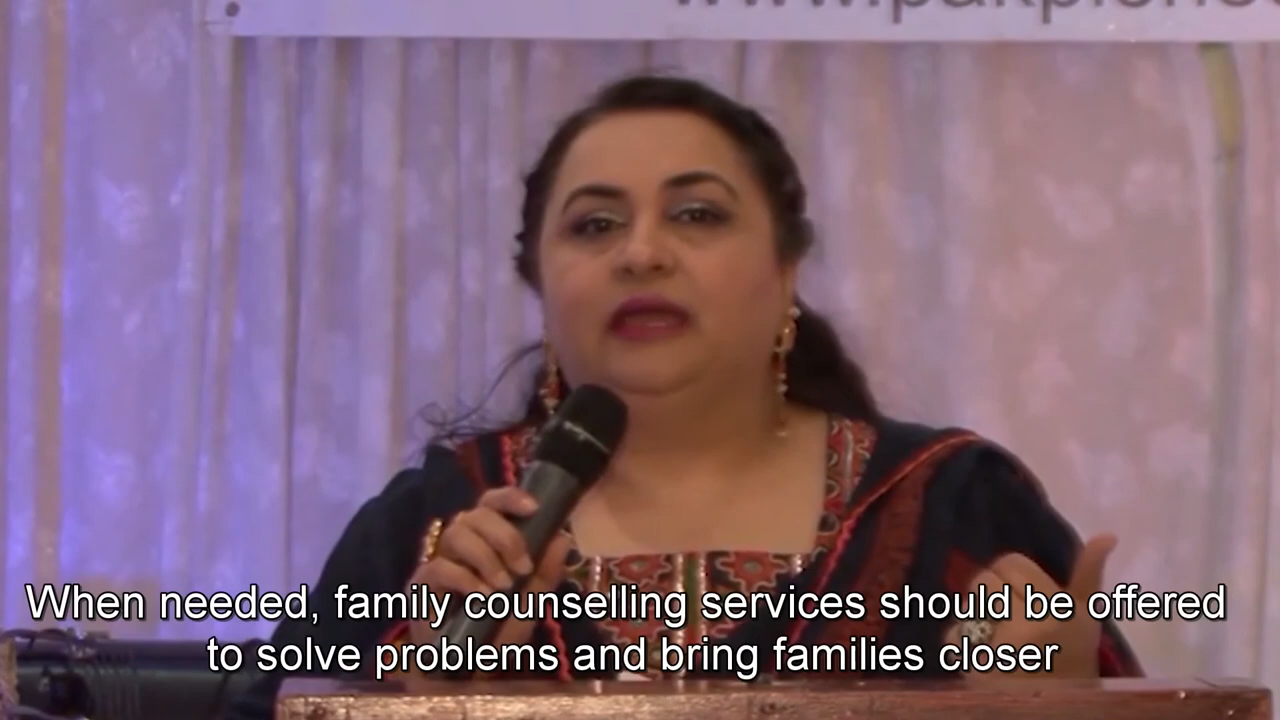 When needed, family counselling services should be offered
to solve problems and bring families closer